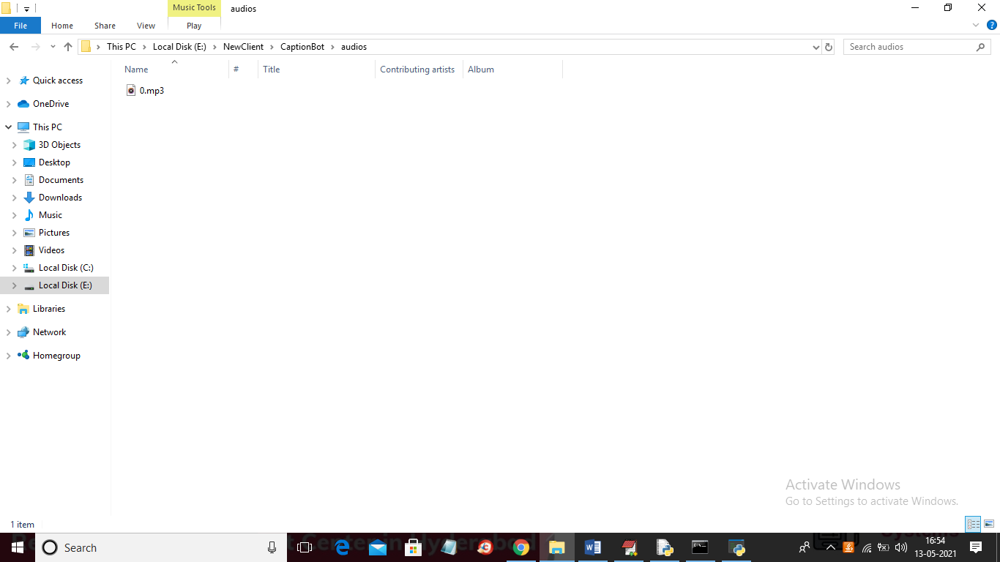 Music Tools
audios
File
Home
Share
View
Play
This PC
Local Disk (E:)
NewClient
CaptionBot
audios
Search audios
Name
#
Title
Contributing artists
Album
0.mp3
Quick access
OneDrive
This PC
3D Objects
Desktop
Documents
Downloads
Music
Pictures
Videos
Local Disk (C:)
Local Disk (E:)
Libraries
Network
Homegroup
Activate Windows
Go to Settings to activate Windows.
1 item
Search
16:54
13-05-2021